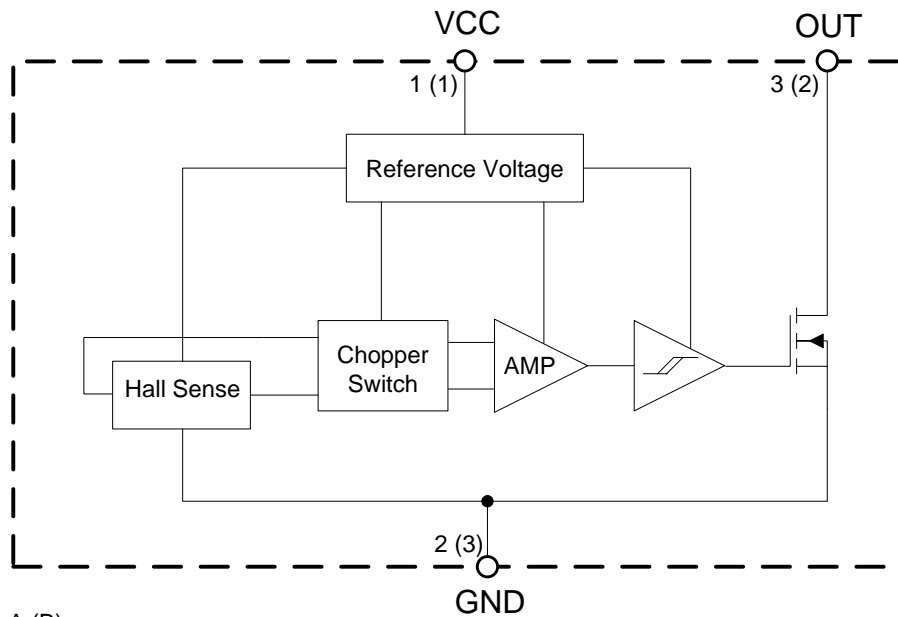 VCC
OUT
1 (1)
3 (2)
Reference Voltage
Chopper
Switch
AMP
Hall Sense
2 (3)
GND